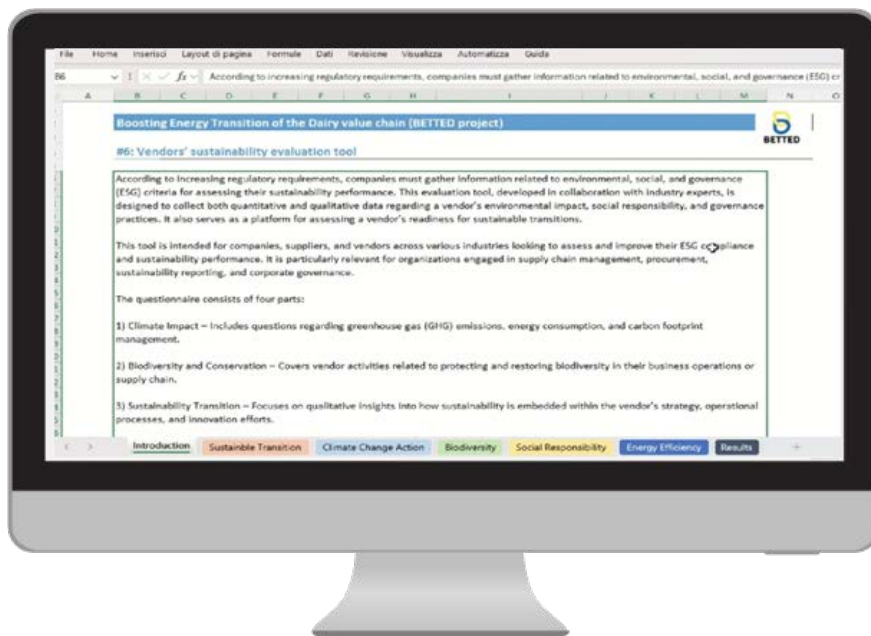 File Home Inserisci Layout di pagina Formule Dati Revisione Visualizza Automatizza Guida
B6 fx According to increasing regulatory requirements, companies must gather information related to environmental, social, and governance (ESG) cr
A B C D E F G H I J K L M N O
Boosting Energy Transition of the Dairy value chain (BETTED project)
BETTED
#6: Vendors' sustainability evaluation tool
According to increasing regulatory requirements, companies must gather information related to environmental, social, and governance
(ESG) criteria for assessing their sustainability performance. This evaluation tool, developed in collaboration with industry experts, is
designed to collect both quantitative and qualitative data regarding a vendor's environmental impact, social responsibility, and governance
practices. It also serves as a platform for assessing a vendor's readiness for sustainable transitions.
This tool is intended for companies, suppliers, and vendors across various industries looking to assess and improve their ESG compliance
and sustainability performance. It is particularly relevant for organizations engaged in supply chain management, procurement,
sustainability reporting, and corporate governance.
The questionnaire consists of four parts:
1) Climate Impact – Includes questions regarding greenhouse gas (GHG) emissions, energy consumption, and carbon footprint
management.
2) Biodiversity and Conservation – Covers vendor activities related to protecting and restoring biodiversity in their business operations or
supply chain.
3) Sustainability Transition – Focuses on qualitative insights into how sustainability is embedded within the vendor's strategy, operational
processes, and innovation efforts.
Introduction Sustainble Transition Climate Change Action Biodiversity Social Responsibility Energy Efficiency Results